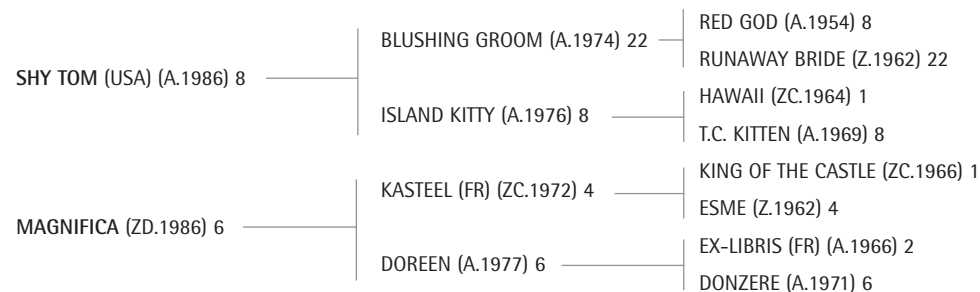 RED GOD (A.1954) 8
BLUSHING GROOM (A.1974) 22
RUNAWAY BRIDE (Z.1962) 22
SHY TOM (USA) (A.1986) 8
HAWAII (ZC.1964) 1
ISLAND KITTY (A.1976) 8
T.C. KITTEN (A.1969) 8
KING OF THE CASTLE (ZC.1966) 1
KASTEEL (FR) (ZC.1972) 4
ESME (Z.1962) 4
MAGNIFICA (ZD.1986) 6
EX-LIBRIS (FR) (A.1966) 2
DOREEN (A.1977) 6
DONZERE (A.1971) 6